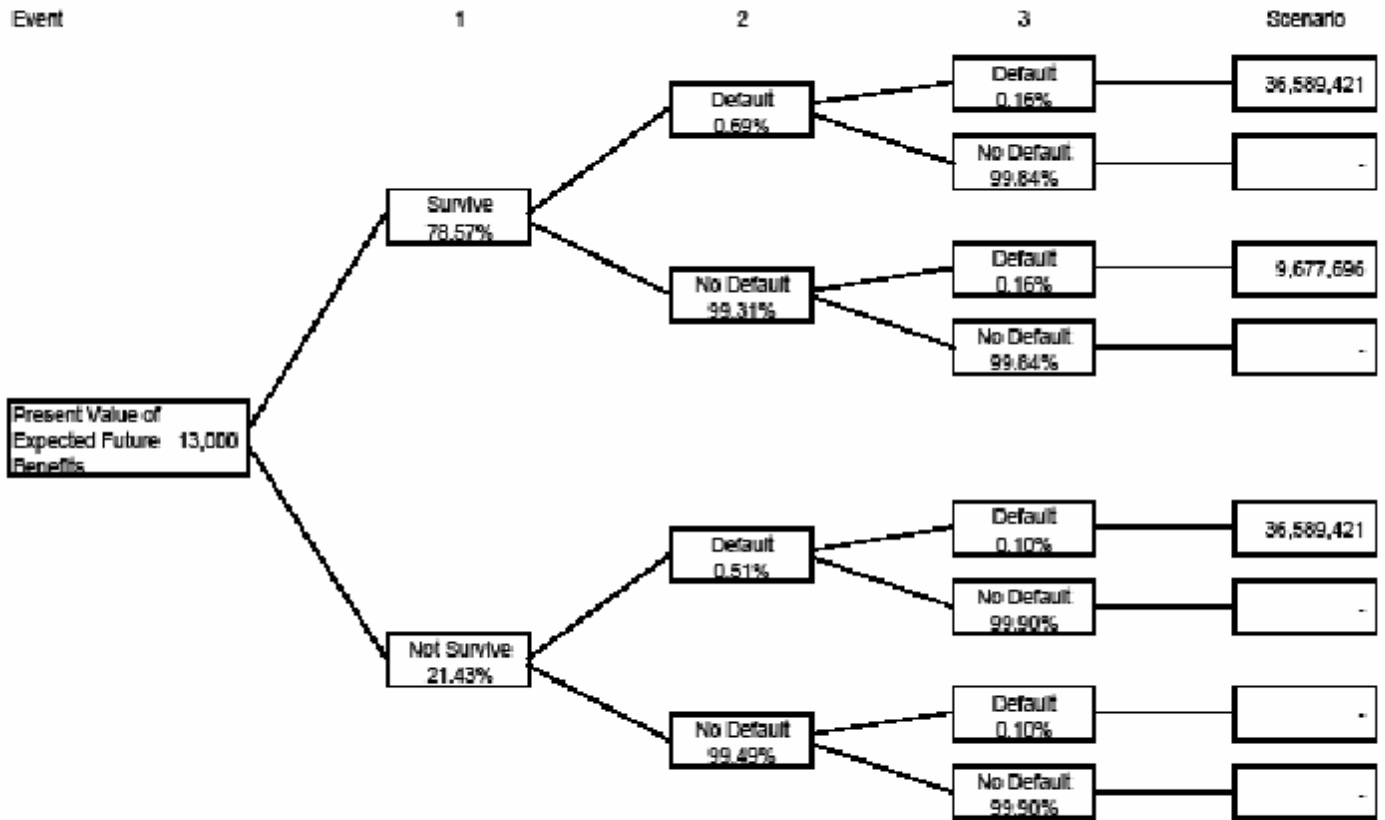 Event 1 2 3 Scenario
Default
0.16%
36,589,421
Default
0.69%
No Default
99.84%
-
Survive
78.57%
Default
0.16%
9,677,696
No Default
99.31%
No Default
99.84%
-
Present Value of
Expected Future 13,000
Benefits
Default
0.10%
36,589,421
Default
0.51%
No Default
99.90%
-
Not Survive
21.43%
Default
0.10%
-
No Default
99.49%
No Default
99.90%
-